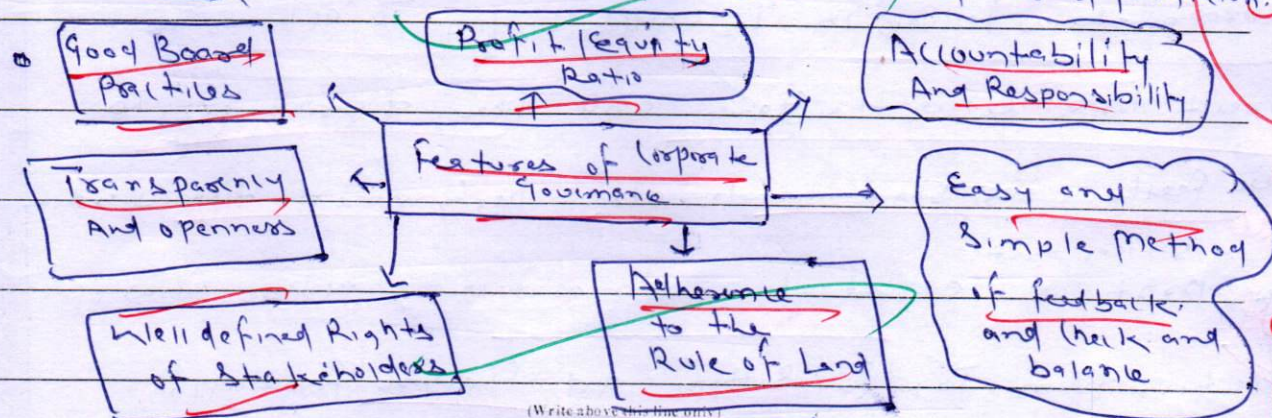 Good Board
Practices
Profit/Equity
Ratio
Accountability
And Responsibility
Features of Corporate
Governance
Transparency
And openness
Easy and
Simple Method
of feedback
and check and
balance
Well defined Rights
of Stakeholders
Adherence
to the
Rule of Land
(Write above this line only)